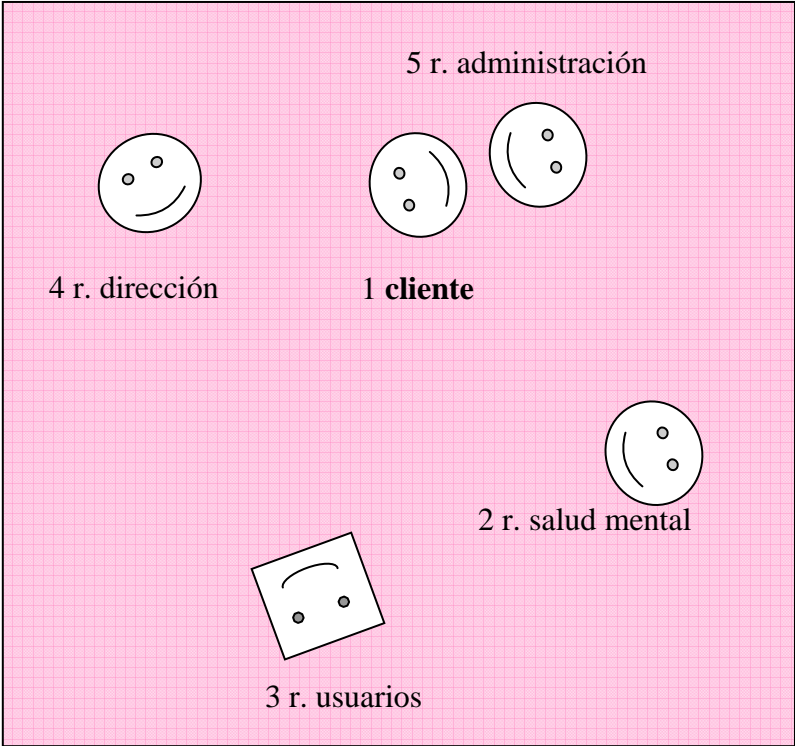 5 r. administración
4 r. dirección
1 cliente
2 r. salud mental
3 r. usuarios